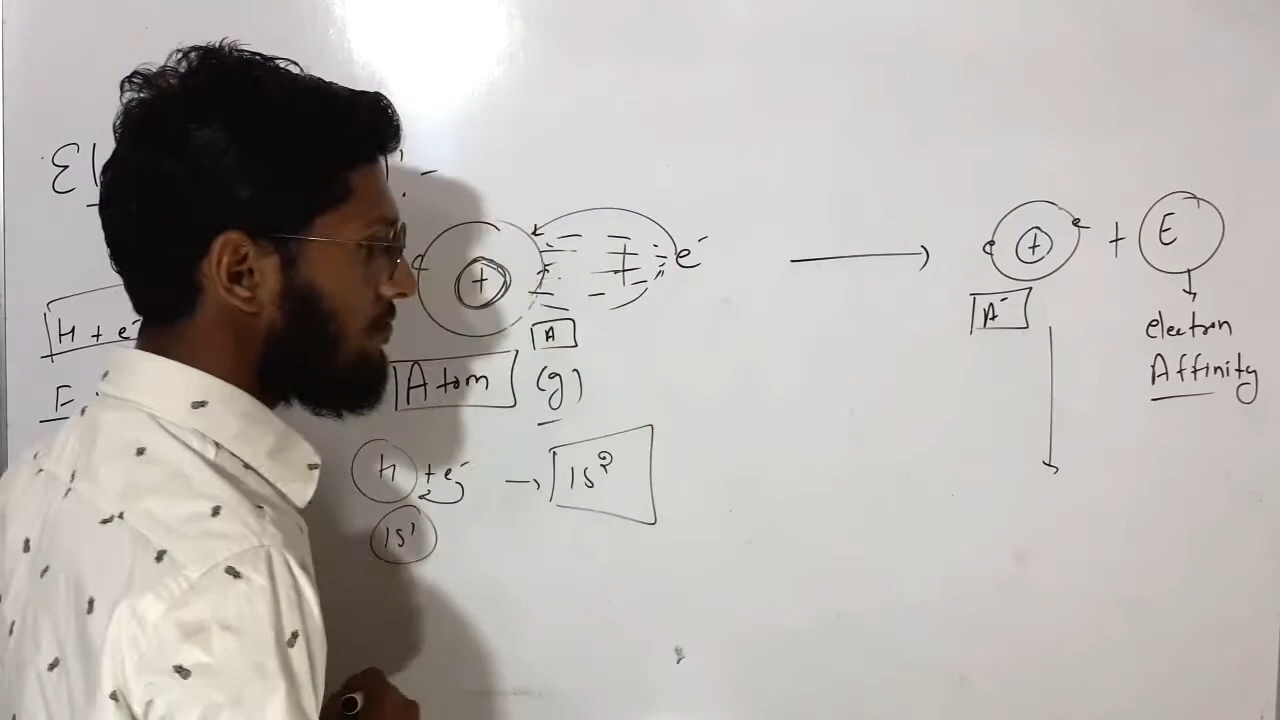 e⁻
+ E
A⁻
A
electron
Affinity
H + e⁻
Atom (g)
H + e⁻ → 1s²
1s¹